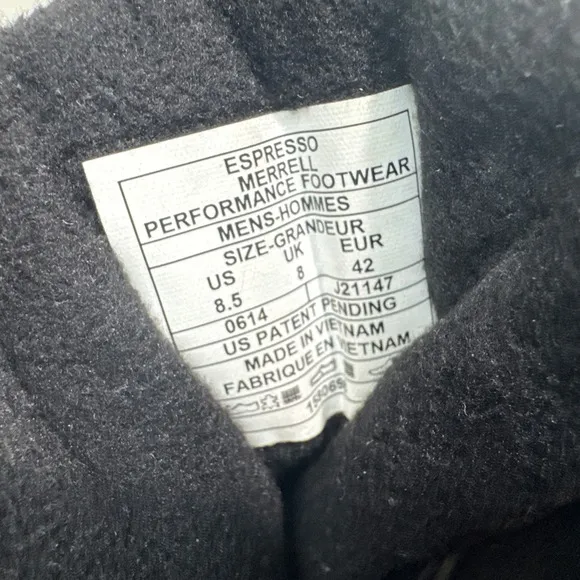 ESPRESSO
MERRELL
PERFORMANCE FOOTWEAR
MENS-HOMMES
SIZE-GRANDEUR
US UK EUR
8.5 8 42
0614 J21147
US PATENT PENDING
MADE IN VIETNAM
FABRIQUE EN VIETNAM